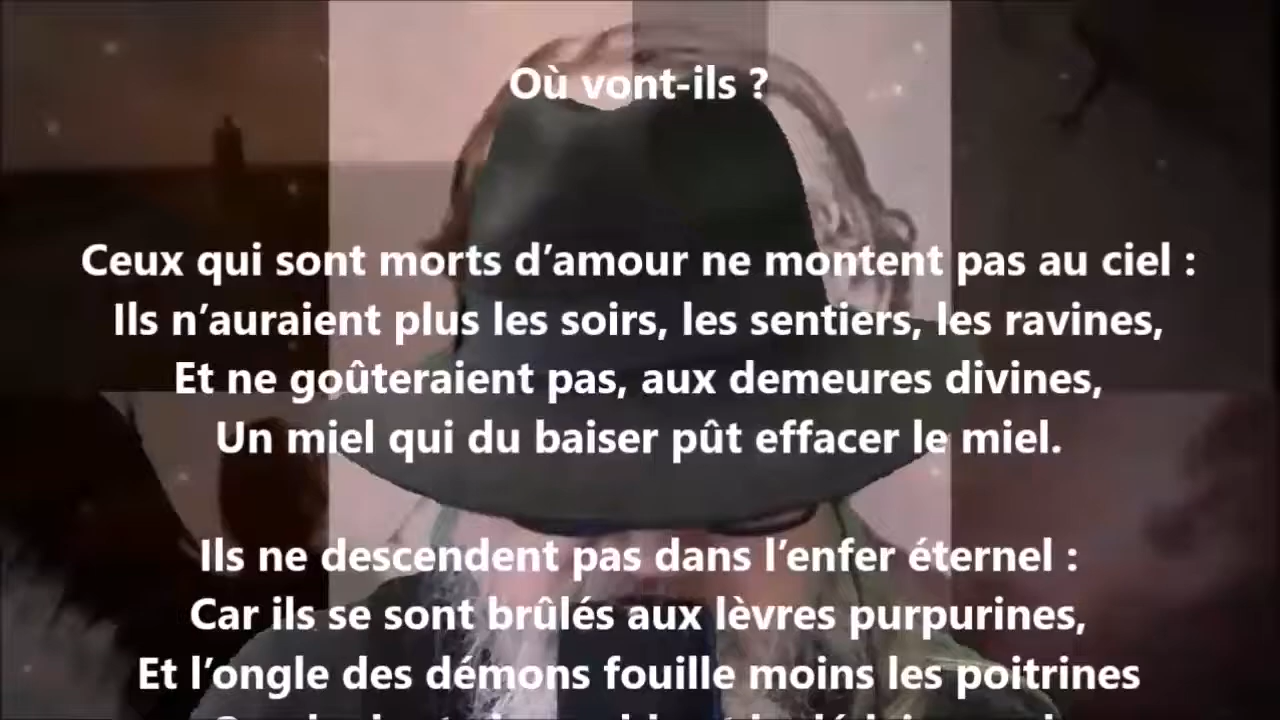 Où vont-ils ?
Ceux qui sont morts d’amour ne montent pas au ciel :
Ils n’auraient plus les soirs, les sentiers, les ravines,
Et ne goûteraient pas, aux demeures divines,
Un miel qui du baiser pût effacer le miel.
Ils ne descendent pas dans l’enfer éternel :
Car ils se sont brûlés aux lèvres purpurines,
Et l’ongle des démons fouille moins les poitrines